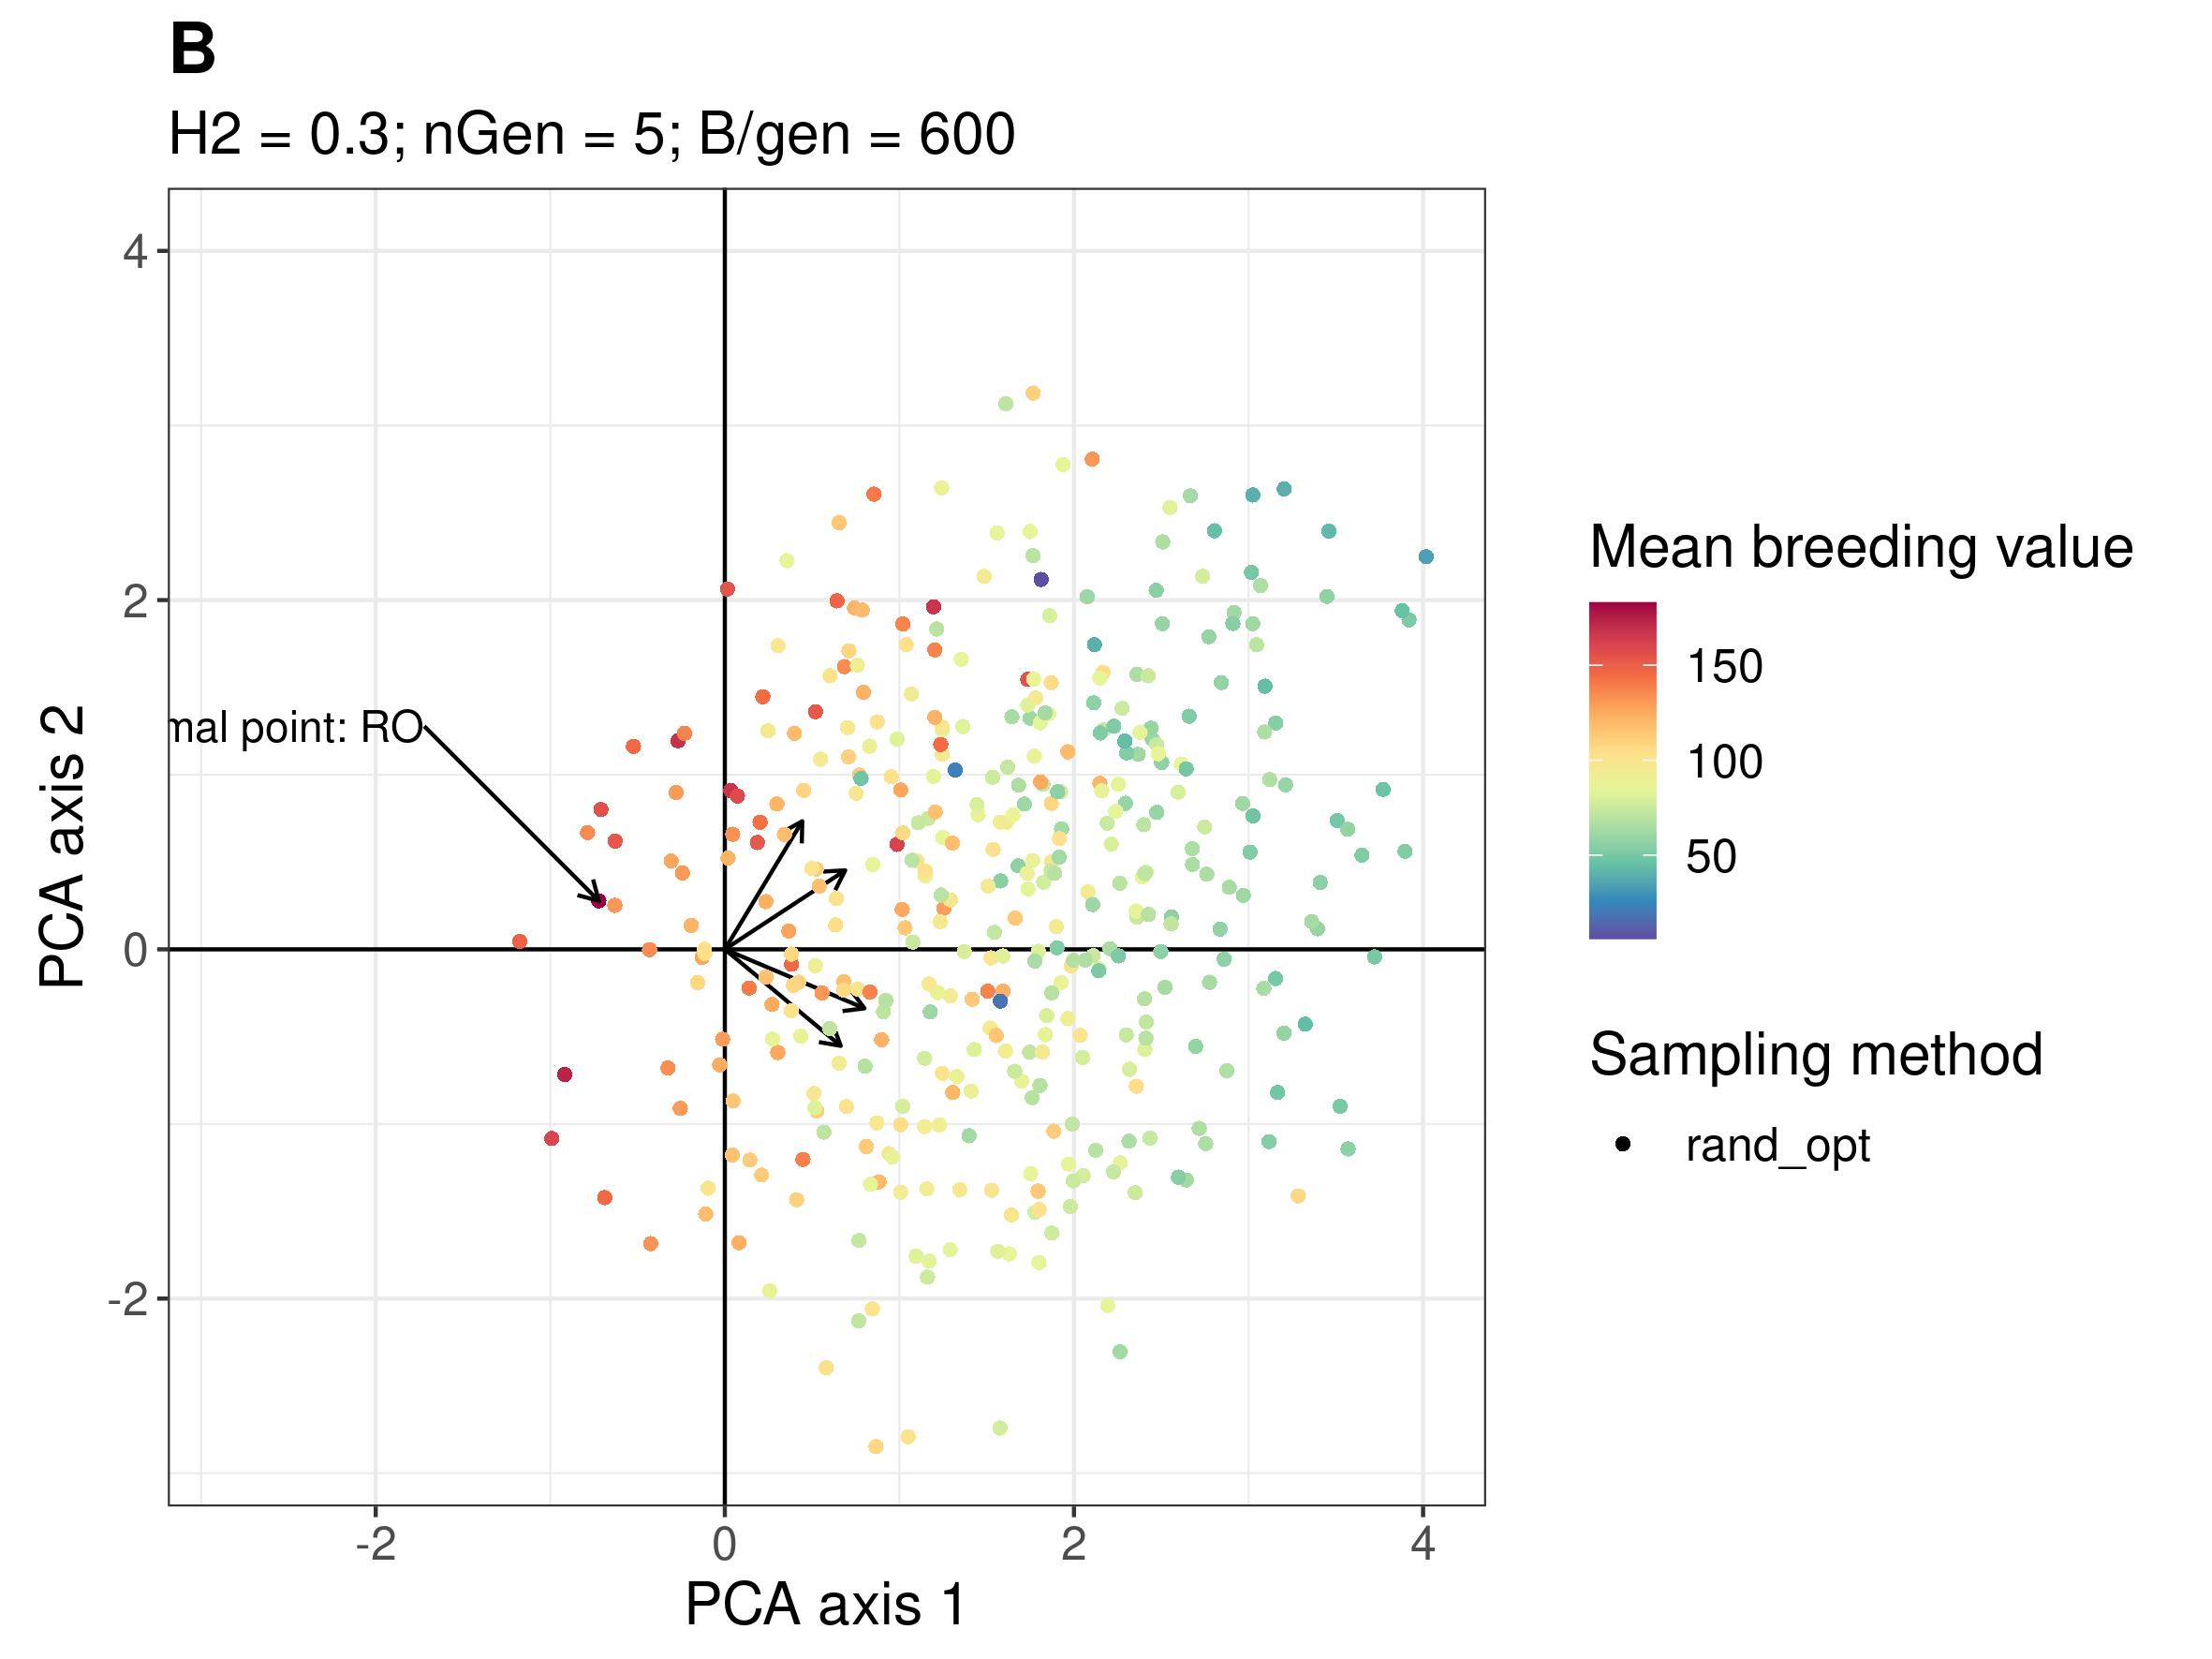 B
H2 = 0.3; nGen = 5; B/gen = 600
4
2
0
-2
PCA axis 2
mal point: RO
-2
0
2
4
PCA axis 1
Mean breeding value
150
100
50
Sampling method
rand_opt